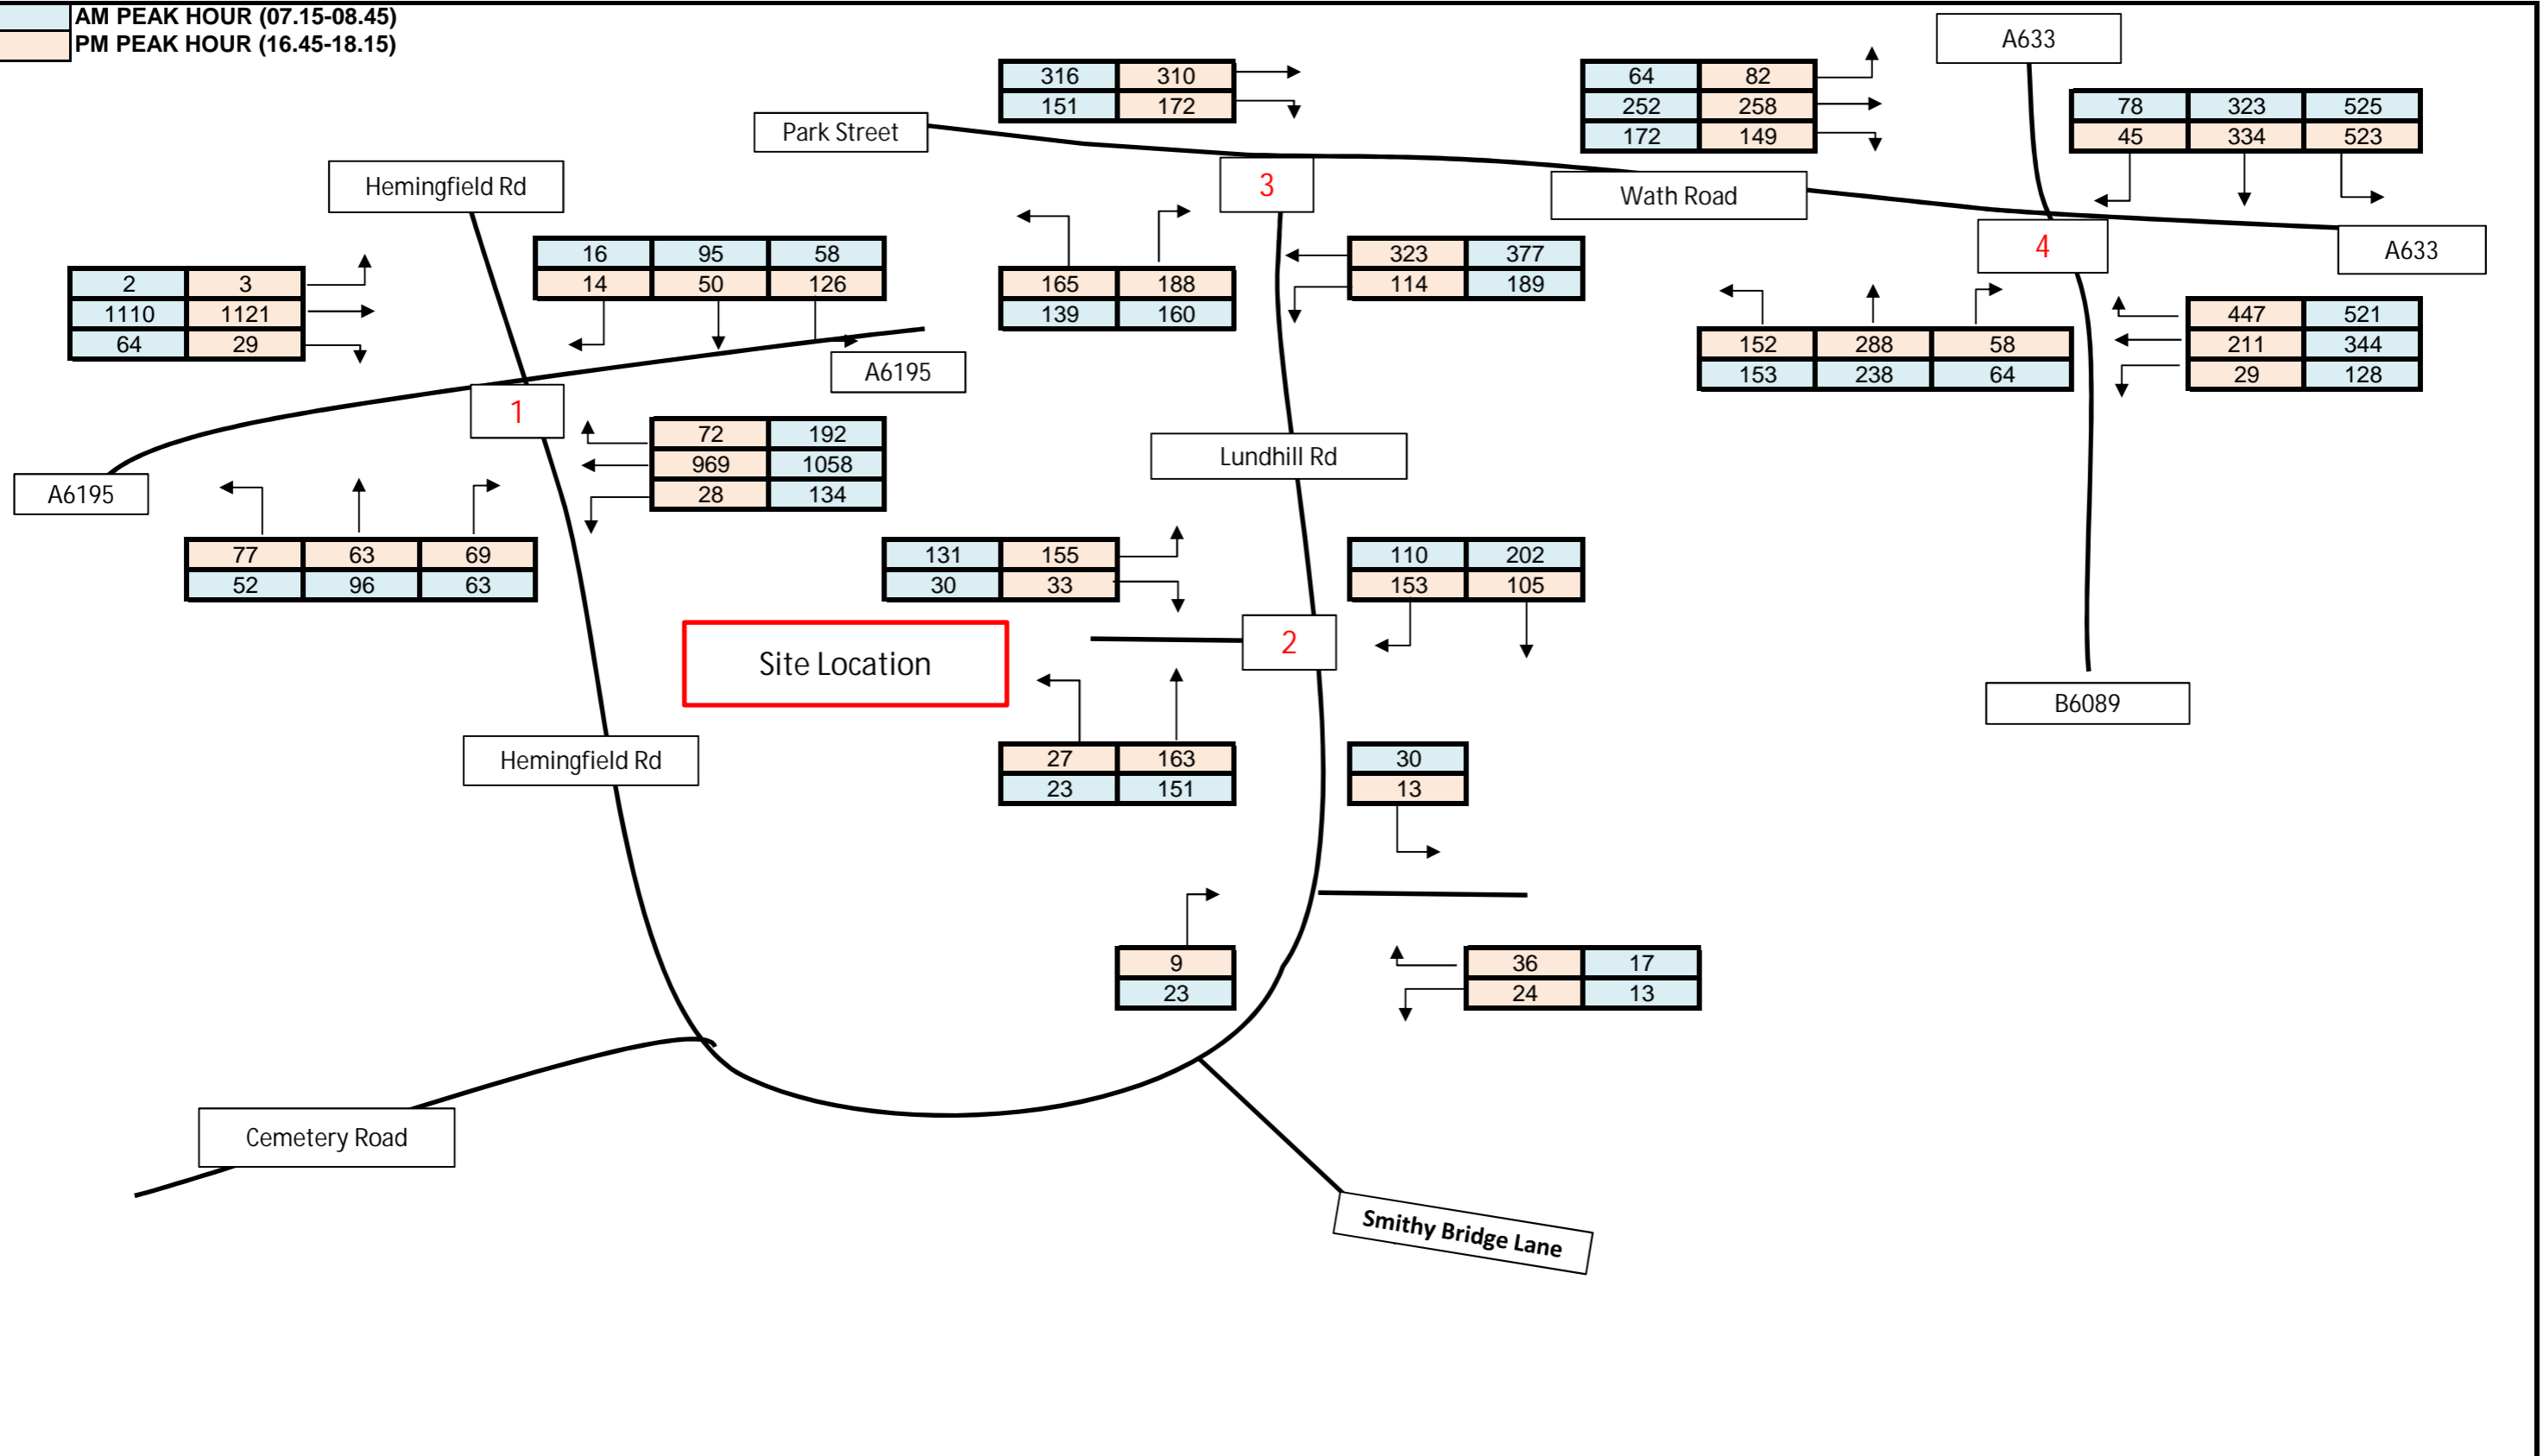 AM PEAK HOUR (07.15-08.45)
PM PEAK HOUR (16.45-18.15)
A633
316 310
151 172
64 82
252 258
172 149
78 323 525
45 334 523
Park Street
Hemingfield Rd
3
Wath Road
4
A633
2 3
1110 1121
64 29
16 95 58
14 50 126
165 188
139 160
323 377
114 189
447 521
211 344
29 128
152 288 58
153 238 64
A6195
1
72 192
969 1058
28 134
Lundhill Rd
A6195
77 63 69
52 96 63
131 155
30 33
110 202
153 105
Site Location
2
B6089
Hemingfield Rd
27 163
23 151
30
13
9
23
36 17
24 13
Cemetery Road
Smithy Bridge Lane